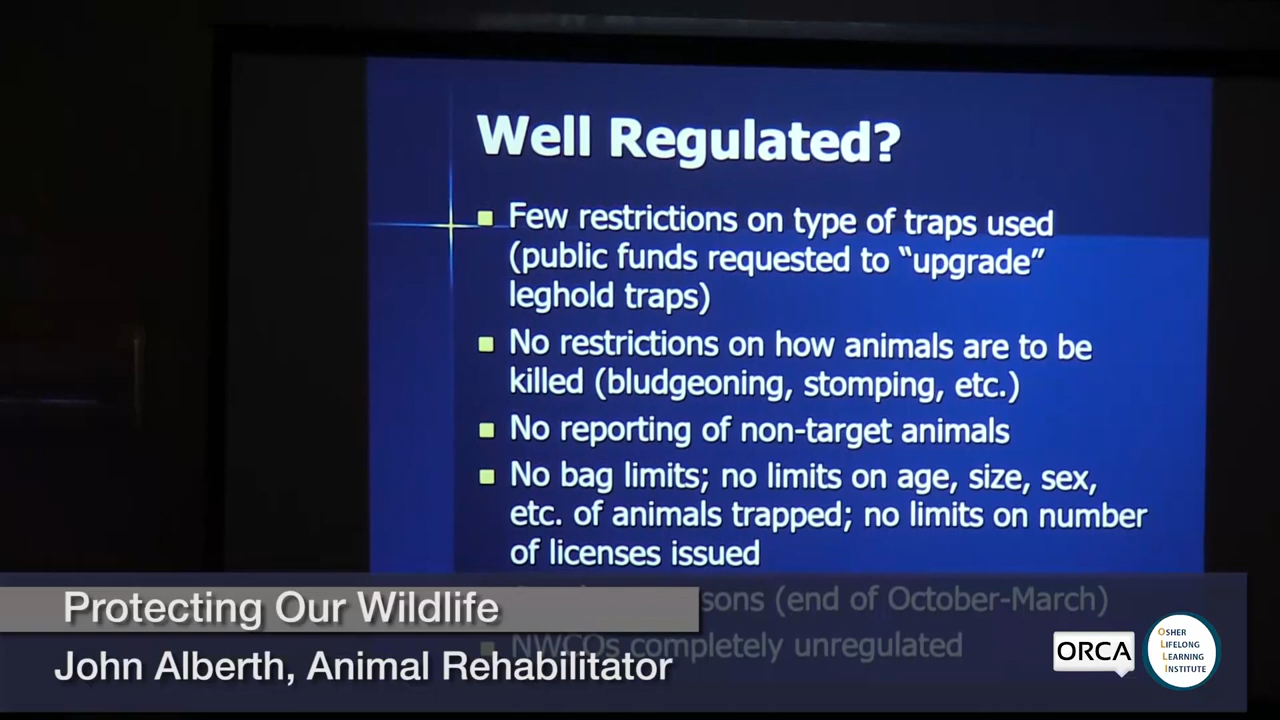 Well Regulated?
Few restrictions on type of traps used
(public funds requested to “upgrade”
leghold traps)
No restrictions on how animals are to be
killed (bludgeoning, stomping, etc.)
No reporting of non-target animals
No bag limits; no limits on age, size, sex,
etc. of animals trapped; no limits on number
of licenses issued
(end of October-March)
NWCOs completely unregulated
Protecting Our Wildlife
John Alberth, Animal Rehabilitator
ORCA
OSHER
LIFELONG
LEARNING
INSTITUTE